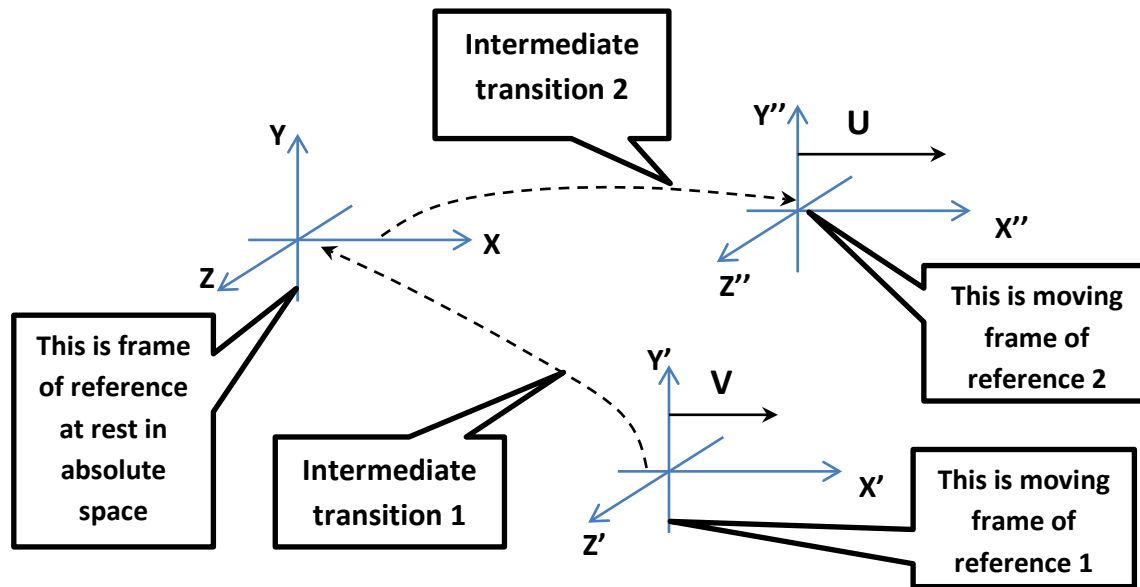 Intermediate
transition 2
Y
X
Z
Y''
U
X''
Z''
This is frame
of reference
at rest in
absolute
space
This is moving
frame of
reference 2
Intermediate
transition 1
Y'
V
X'
Z'
This is moving
frame of
reference 1